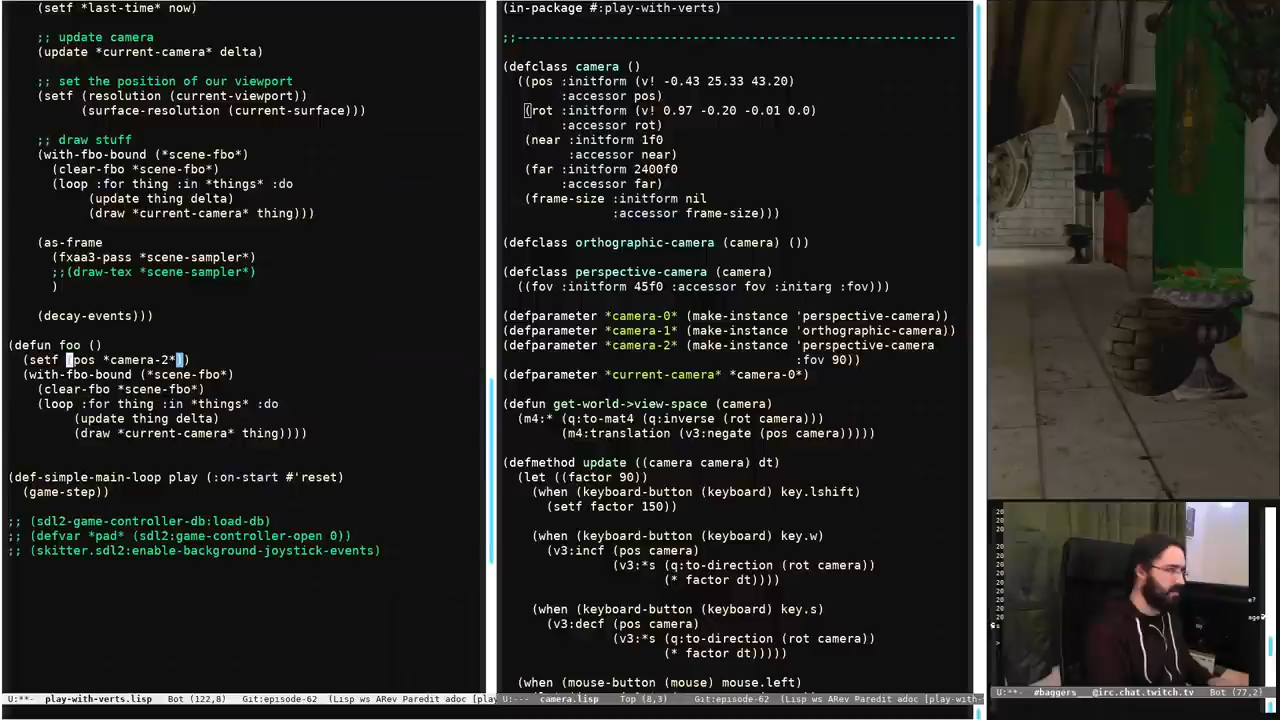 (setf *last-time* now)
;; update camera
(update *current-camera* delta)
;; set the position of our viewport
(setf (resolution (current-viewport))
(surface-resolution (current-surface)))
;; draw stuff
(with-fbo-bound (*scene-fbo*)
(clear-fbo *scene-fbo*)
(loop :for thing :in *things* :do
(update thing delta)
(draw *current-camera* thing)))
(as-frame
(fxaa3-pass *scene-sampler*)
;;(draw-tex *scene-sampler*)
)
(decay-events)))
(defun foo ()
(setf (pos *camera-2*))
(with-fbo-bound (*scene-fbo*)
(clear-fbo *scene-fbo*)
(loop :for thing :in *things* :do
(update thing delta)
(draw *current-camera* thing))))
(def-simple-main-loop play (:on-start #'reset)
(game-step))
;; (sdl2-game-controller-db:load-db)
;; (defvar *pad* (sdl2:game-controller-open 0))
;; (skitter.sdl2:enable-background-joystick-events)
U:**- play-with-verts.lisp Bot (122,8) Git:episode-62 (Lisp ws ARev Paredit adoc [play
(in-package #:play-with-verts)
;;------------------------------------------------------------
(defclass camera ()
((pos :initform (v! -0.43 25.33 43.20)
:accessor pos)
(rot :initform (v! 0.97 -0.20 -0.01 0.0)
:accessor rot)
(near :initform 1f0
:accessor near)
(far :initform 2400f0
:accessor far)
(frame-size :initform nil
:accessor frame-size)))
(defclass orthographic-camera (camera) ())
(defclass perspective-camera (camera)
((fov :initform 45f0 :accessor fov :initarg :fov)))
(defparameter *camera-0* (make-instance 'perspective-camera))
(defparameter *camera-1* (make-instance 'orthographic-camera))
(defparameter *camera-2* (make-instance 'perspective-camera
:fov 90))
(defparameter *current-camera* *camera-0*)
(defun get-world->view-space (camera)
(m4:* (q:to-mat4 (q:inverse (rot camera)))
(m4:translation (v3:negate (pos camera)))))
(defmethod update ((camera camera) dt)
(let ((factor 90))
(when (keyboard-button (keyboard) key.lshift)
(setf factor 150))
(when (keyboard-button (keyboard) key.w)
(v3:incf (pos camera)
(v3:*s (q:to-direction (rot camera))
(* factor dt))))
(when (keyboard-button (keyboard) key.s)
(v3:decf (pos camera)
(v3:*s (q:to-direction (rot camera))
(* factor dt))))
(when (mouse-button (mouse) mouse.left)
U:--- camera.lisp Top (8,3) Git:episode-62 (Lisp ws ARev Paredit adoc [play-with-
U:**- #baggers__@irc.chat.twitch.tv Bot (77,2)